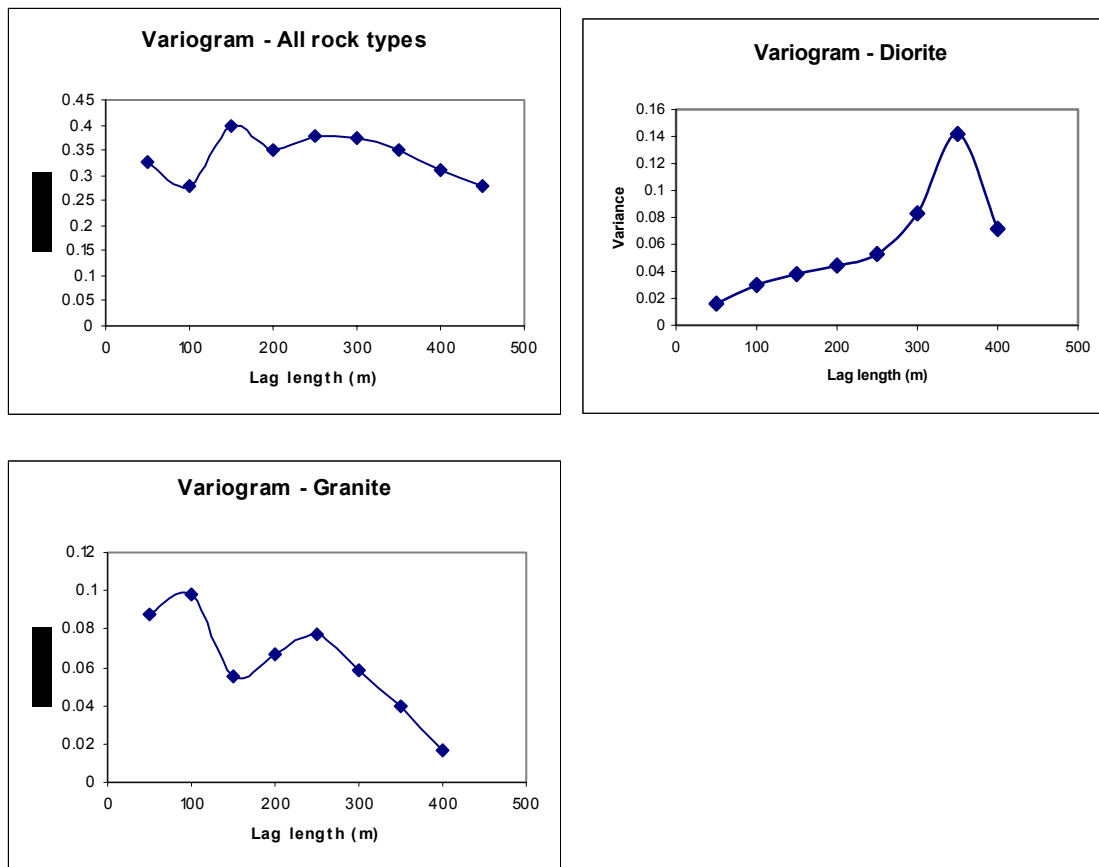 Variogram - All rock types
0.45
0.4
0.35
0.3
0.25
0.2
0.15
0.1
0.05
0
0 100 200 300 400 500
Lag length (m)
Variogram - Diorite
Variance
0.16
0.14
0.12
0.1
0.08
0.06
0.04
0.02
0
0 100 200 300 400 500
Lag length (m)
Variogram - Granite
0.12
0.1
0.08
0.06
0.04
0.02
0
0 100 200 300 400 500
Lag length (m)